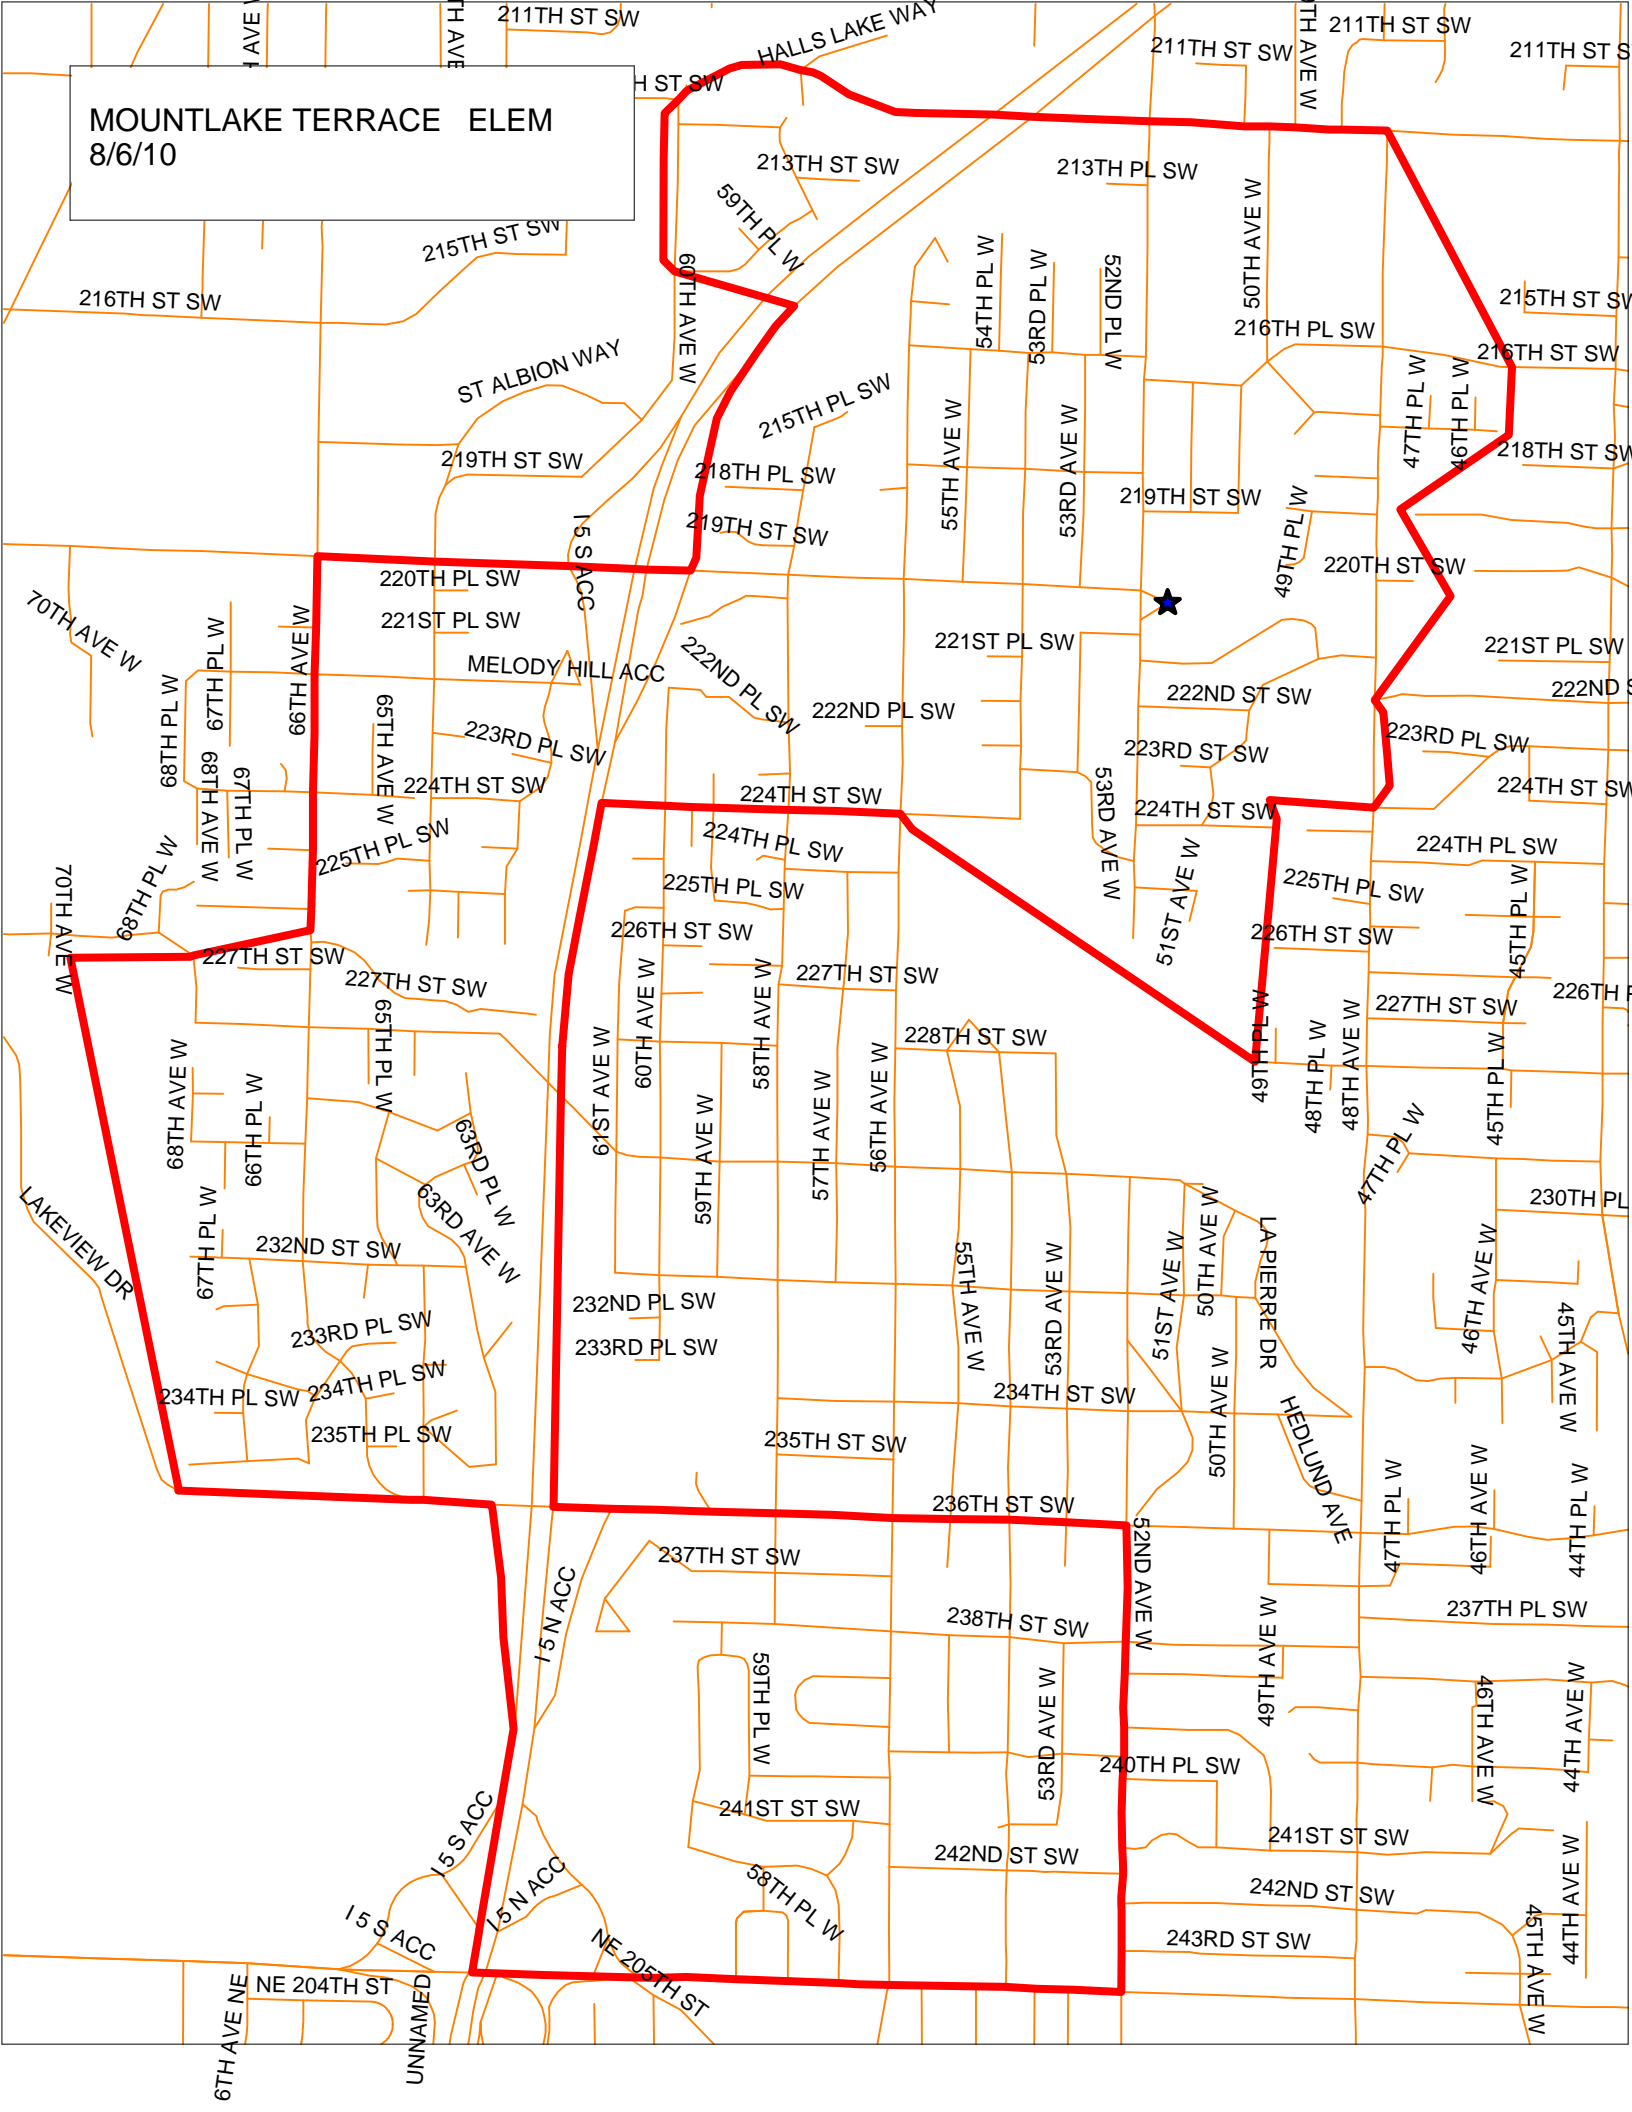 H AVE W
TH AVE
211TH ST SW
HALLS LAKE WAY
211TH ST SW
0TH AVE W
211TH ST SW
211TH ST S
H ST SW
MOUNTLAKE TERRACE ELEM
8/6/10
213TH ST SW
213TH PL SW
59TH PL W
50TH AVE W
215TH ST SW
60TH AVE W
54TH PL W
53RD PL W
52ND PL W
216TH ST SW
215TH ST SW
216TH PL SW
216TH ST SW
ST ALBION WAY
215TH PL SW
47TH PL W
46TH PL W
55TH AVE W
53RD AVE W
219TH ST SW
218TH PL SW
218TH ST SW
219TH ST SW
I 5 S ACC
219TH ST SW
49TH PL W
220TH PL SW
220TH ST SW
70TH AVE W
67TH PL W
66TH AVE W
221ST PL SW
221ST PL SW
221ST PL SW
MELODY HILL ACC
222ND PL SW
68TH PL W
65TH AVE W
222ND PL SW
222ND ST SW
222ND S
223RD PL SW
223RD ST SW
223RD PL SW
68TH AVE W
67TH PL W
224TH ST SW
224TH ST SW
53RD AVE W
224TH ST SW
224TH ST SW
225TH PL SW
224TH PL SW
51ST AVE W
224TH PL SW
68TH PL W
70TH AVE W
225TH PL SW
225TH PL SW
45TH PL W
226TH ST SW
226TH ST SW
227TH ST SW
227TH ST SW
60TH AVE W
58TH AVE W
227TH ST SW
226TH P
65TH PL W
49TH PL W
227TH ST SW
61ST AVE W
228TH ST SW
48TH PL W
48TH AVE W
68TH AVE W
66TH PL W
59TH AVE W
57TH AVE W
56TH AVE W
45TH PL W
63RD PL W
47TH PL W
LAKEVIEW DR
67TH PL W
63RD AVE W
50TH AVE W
LA PIERRE DR
230TH PL
232ND ST SW
55TH AVE W
53RD AVE W
51ST AVE W
46TH AVE W
232ND PL SW
233RD PL SW
233RD PL SW
45TH AVE W
234TH PL SW
234TH PL SW
234TH ST SW
50TH AVE W
HEDLUND AVE
235TH PL SW
235TH ST SW
47TH PL W
46TH AVE W
44TH PL W
236TH ST SW
237TH ST SW
52ND AVE W
I 5 N ACC
238TH ST SW
49TH AVE W
237TH PL SW
59TH PL W
53RD AVE W
46TH AVE W
44TH AVE W
240TH PL SW
I 5 S ACC
241ST ST SW
241ST ST SW
242ND ST SW
I 5 N ACC
58TH PL W
242ND ST SW
44TH AVE W
I 5 S ACC
243RD ST SW
45TH AVE W
NE 205TH ST
NE 204TH ST
6TH AVE NE
UNNAMED